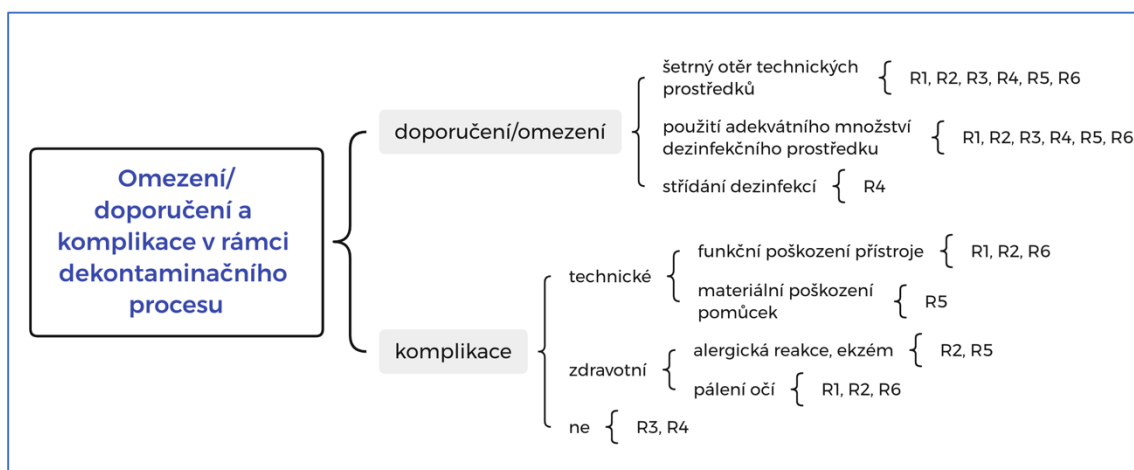 Omezení/
doporučení a
komplikace v rámci
dekontaminačního
procesu
doporučení/omezení
šetrný otěr technických
prostředků
R1, R2, R3, R4, R5, R6
použití adekvátního množství
dezinfekčního prostředku
R1, R2, R3, R4, R5, R6
střídání dezinfekcí
R4
komplikace
technické
funkční poškození přístroje
R1, R2, R6
materiální poškození
pomůcek
R5
zdravotní
alergická reakce, ekzém
R2, R5
pálení očí
R1, R2, R6
ne
R3, R4